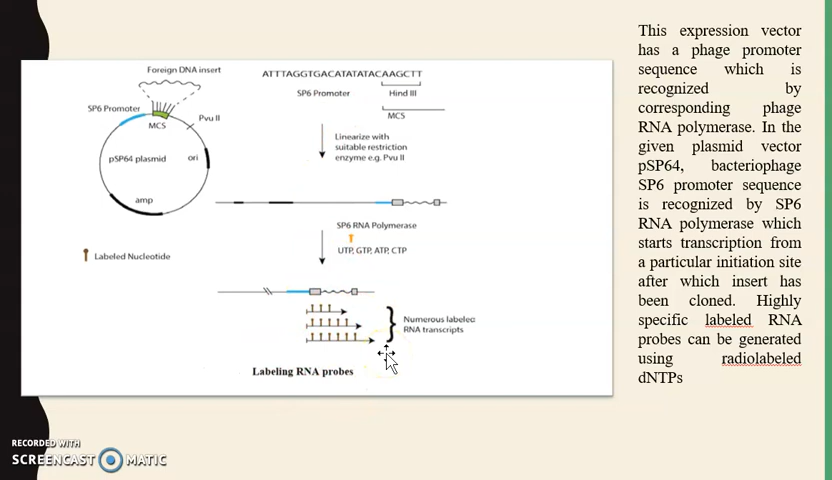 Foreign DNA insert
SP6 Promoter
MCS
Pvu II
pSP64 plasmid
ori
amp
Labeled Nucleotide
ATTTAGGTGACATATATACAAGCTT
SP6 Promoter
Hind III
MCS
Linearize with
suitable restriction
enzyme e.g. Pvu II
SP6 RNA Polymerase
UTP, GTP, ATP, CTP
Numerous labeled
RNA transcripts
Labeling RNA probes
This expression vector
has a phage promoter
sequence which is
recognized by
corresponding phage
RNA polymerase. In the
given plasmid vector
pSP64, bacteriophage
SP6 promoter sequence
is recognized by SP6
RNA polymerase which
starts transcription from
a particular initiation site
after which insert has
been cloned. Highly
specific labeled RNA
probes can be generated
using radiolabeled
dNTPs
RECORDED WITH
SCREENCAST MATIC